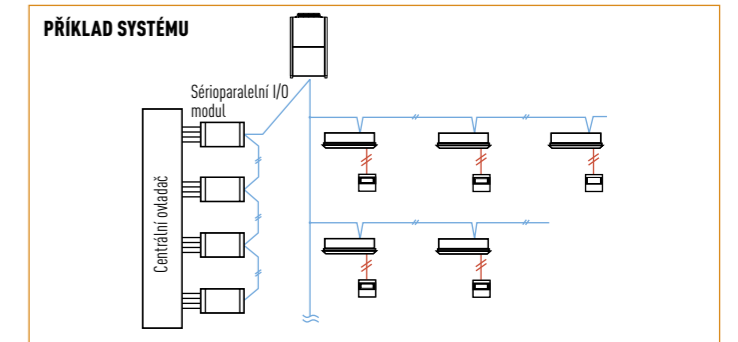 PŘÍKLAD SYSTÉMU
Sérioparalelní I/O
modul
Centrální ovladač